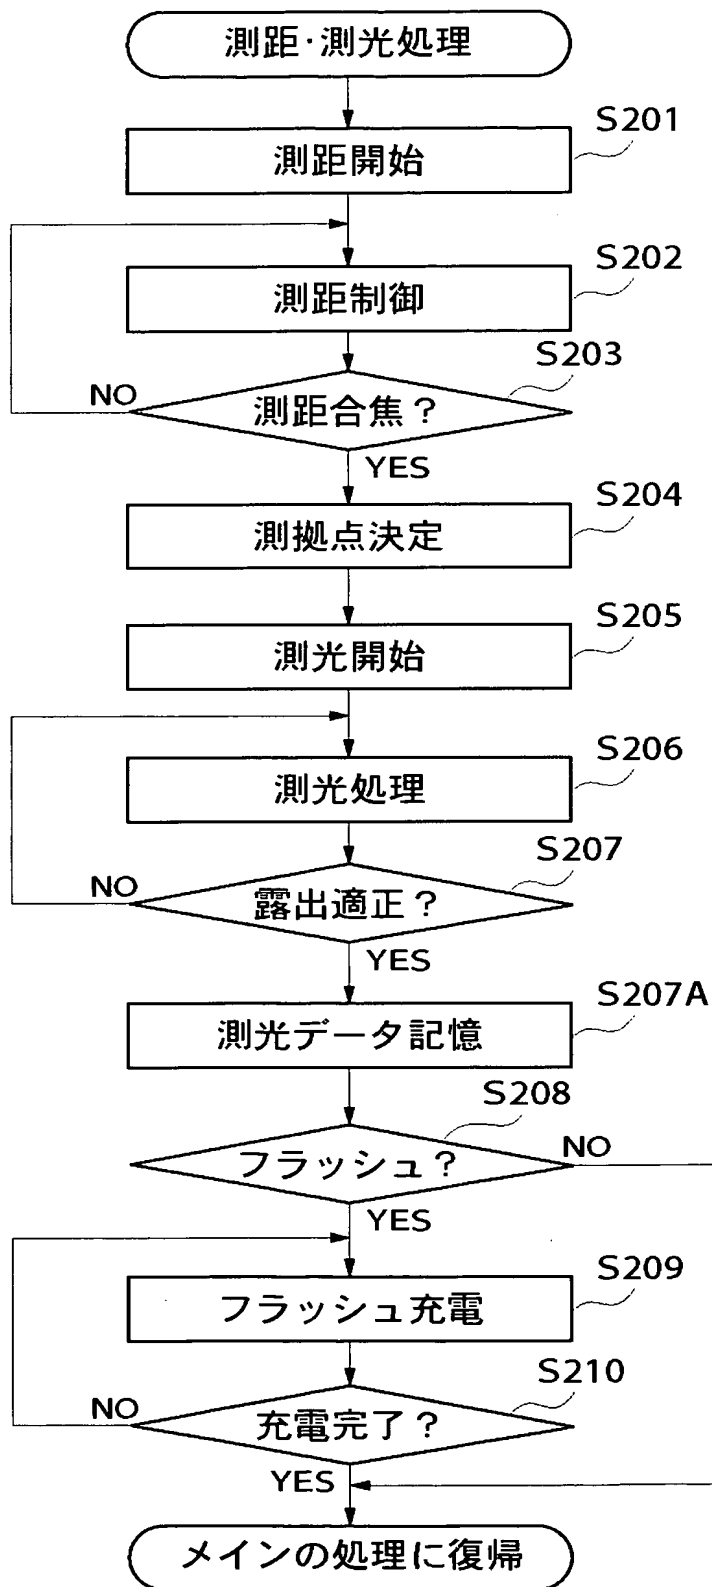 測距・測光処理
S201
測距開始
S202
測距制御
S203
測距合焦？
NO
YES
S204
測拠点決定
S205
測光開始
S206
測光処理
S207
露出適正？
NO
YES
S207A
測光データ記憶
S208
フラッシュ？
NO
YES
S209
フラッシュ充電
S210
充電完了？
NO
YES
メインの処理に復帰